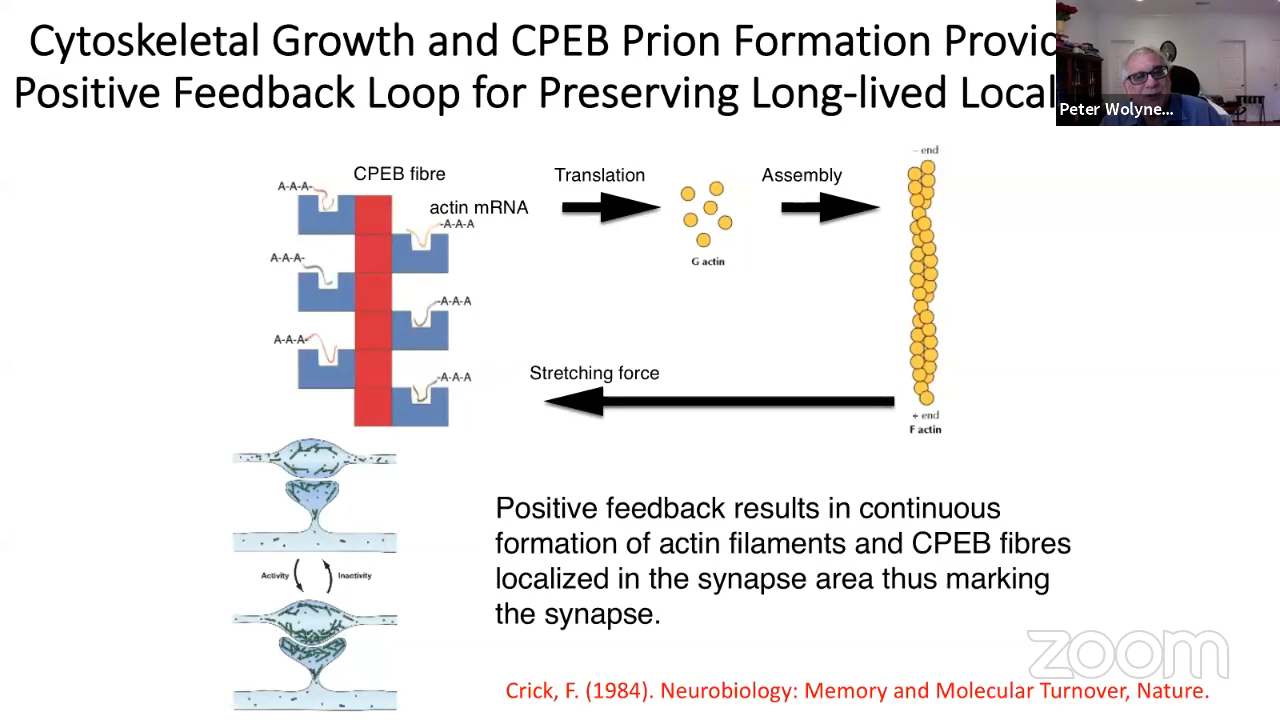 Cytoskeletal Growth and CPEB Prion Formation Provid
Positive Feedback Loop for Preserving Long-lived Local
Peter Wolyne...
CPEB fibre
Translation
Assembly
– end
A-A-A-
actin mRNA
-A-A-A
G actin
A-A-A-
-A-A-A
A-A-A-
Stretching force
-A-A-A
+ end
F actin
Positive feedback results in continuous
formation of actin filaments and CPEB fibres
localized in the synapse area thus marking
the synapse.
Activity
Inactivity
zoom
Crick, F. (1984). Neurobiology: Memory and Molecular Turnover, Nature.